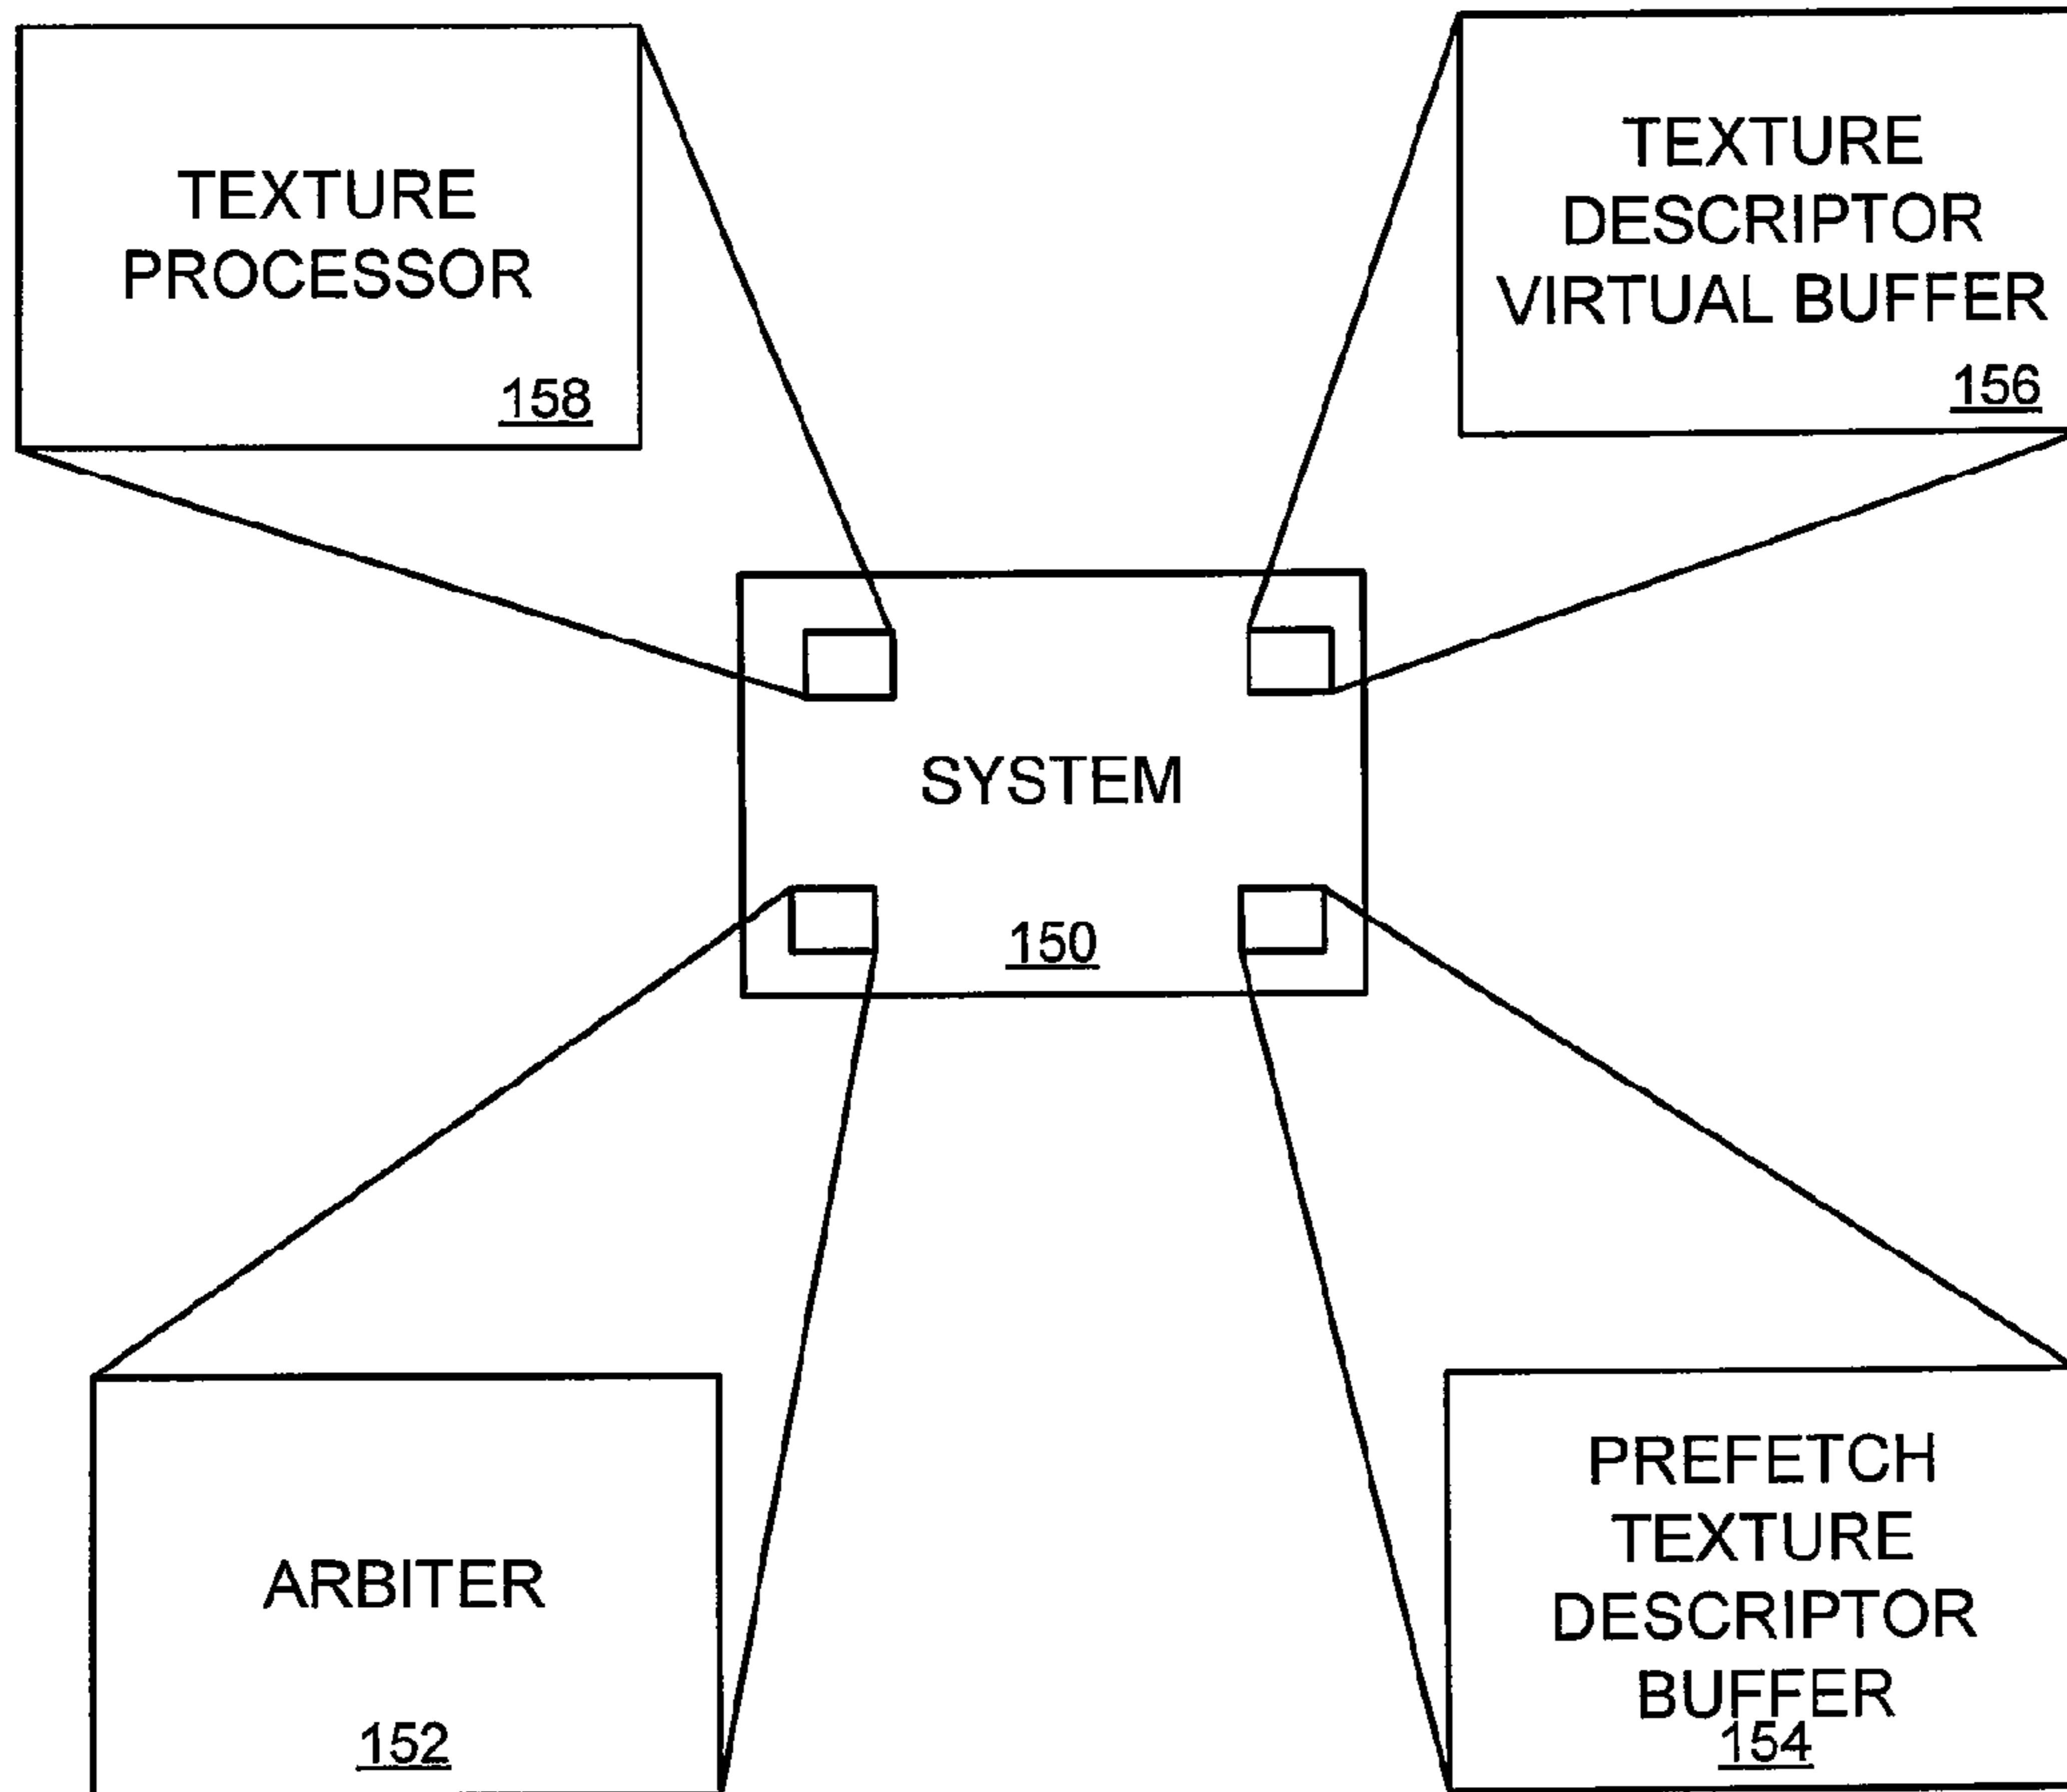 TEXTURE
PROCESSOR
158
TEXTURE
DESCRIPTOR
VIRTUAL BUFFER
156
SYSTEM
150
ARBITER
152
PREFETCH
TEXTURE
DESCRIPTOR
BUFFER
154